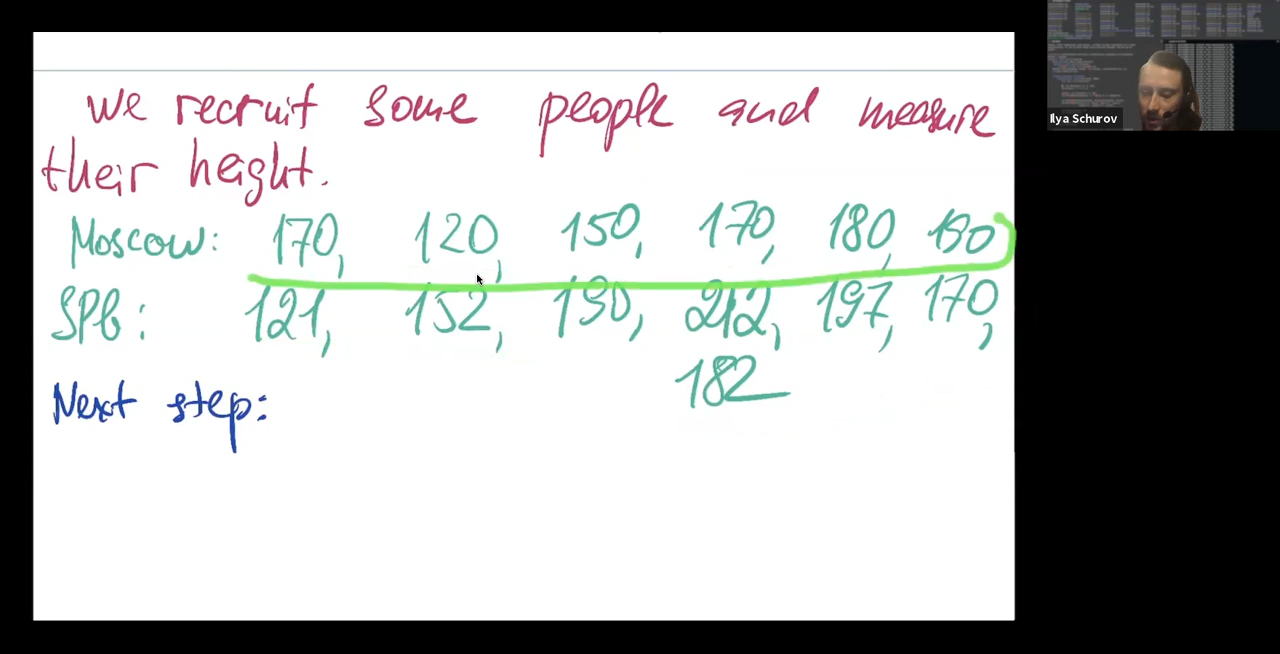 we recruit some people and measure
their height.
Moscow: 170, 120, 150, 170, 180, 190
SPb: 121, 152, 190, 212, 197, 170,
182
Next step:
Ilya Schurov